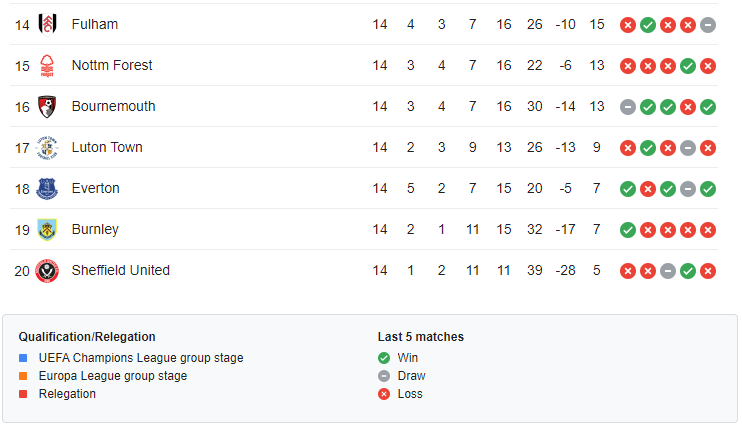 14 Fulham 14 4 3 7 16 26 -10 15
15 Nottm Forest 14 3 4 7 16 22 -6 13
16 Bournemouth 14 3 4 7 16 30 -14 13
17 Luton Town 14 2 3 9 13 26 -13 9
18 Everton 14 5 2 7 15 20 -5 7
19 Burnley 14 2 1 11 15 32 -17 7
20 Sheffield United 14 1 2 11 11 39 -28 5
Qualification/Relegation
UEFA Champions League group stage
Europa League group stage
Relegation
Last 5 matches
Win
Draw
Loss